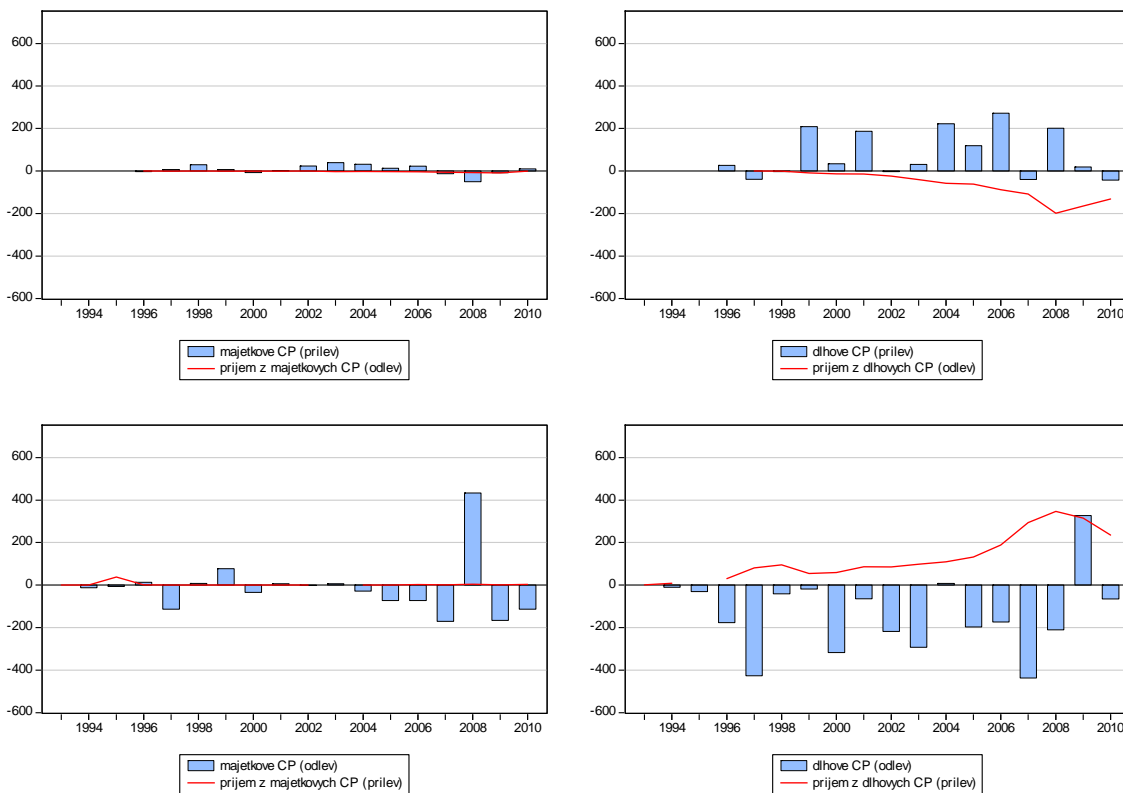 600
400
200
0
-200
-400
-600
1994 1996 1998 2000 2002 2004 2006 2008 2010
majetkove CP (prilev)
prijem z majetkovych CP (odlev)
600
400
200
0
-200
-400
-600
1994 1996 1998 2000 2002 2004 2006 2008 2010
dlhove CP (prilev)
prijem z dlhovych CP (odlev)
600
400
200
0
-200
-400
-600
1994 1996 1998 2000 2002 2004 2006 2008 2010
majetkove CP (odlev)
prijem z majetkovych CP (prilev)
600
400
200
0
-200
-400
-600
1994 1996 1998 2000 2002 2004 2006 2008 2010
dlhove CP (odlev)
prijem z dlhovych CP (prilev)